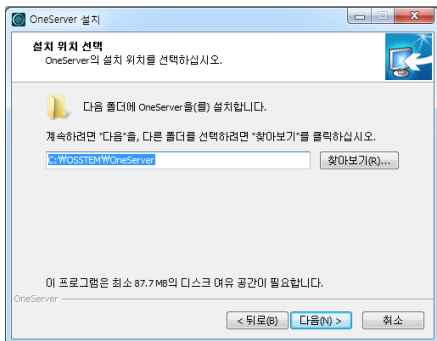 OneServer 설치
설치 위치 선택
OneServer의 설치 위치를 선택하십시오.
다음 폴더에 OneServer을(를) 설치합니다.
계속하려면 "다음"을, 다른 폴더를 선택하려면 "찾아보기"를 클릭하십시오.
C:₩OSSTEM₩OneServer
찾아보기(R)...
이 프로그램은 최소 87.7 MB의 디스크 여유 공간이 필요합니다.
OneServer
< 뒤로(B)
다음(N) >
취소